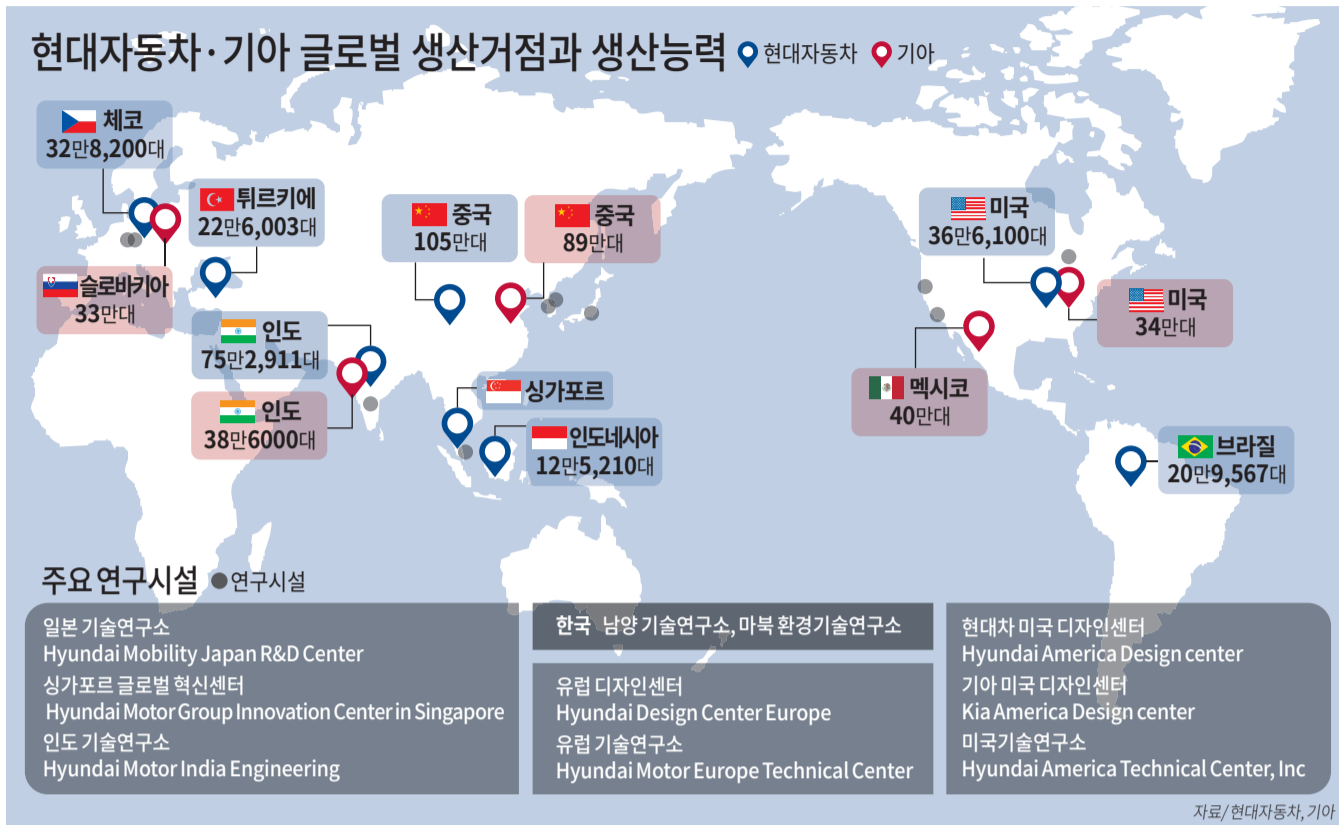 현대자동차·기아 글로벌 생산거점과 생산능력
현대자동차
기아
체코
32만8,200대
튀르키예
22만6,003대
슬로바키아
33만대
인도
75만2,911대
인도
38만6000대
중국
105만대
중국
89만대
싱가포르
인도네시아
12만5,210대
미국
36만6,100대
미국
34만대
멕시코
40만대
브라질
20만9,567대
주요 연구시설
연구시설
일본 기술연구소
Hyundai Mobility Japan R&D Center
싱가포르 글로벌 혁신센터
Hyundai Motor Group Innovation Center in Singapore
인도 기술연구소
Hyundai Motor India Engineering
한국 남양 기술연구소, 마북 환경기술연구소
유럽 디자인센터
Hyundai Design Center Europe
유럽 기술연구소
Hyundai Motor Europe Technical Center
현대차 미국 디자인센터
Hyundai America Design center
기아 미국 디자인센터
Kia America Design center
미국기술연구소
Hyundai America Technical Center, Inc
자료/현대자동차, 기아